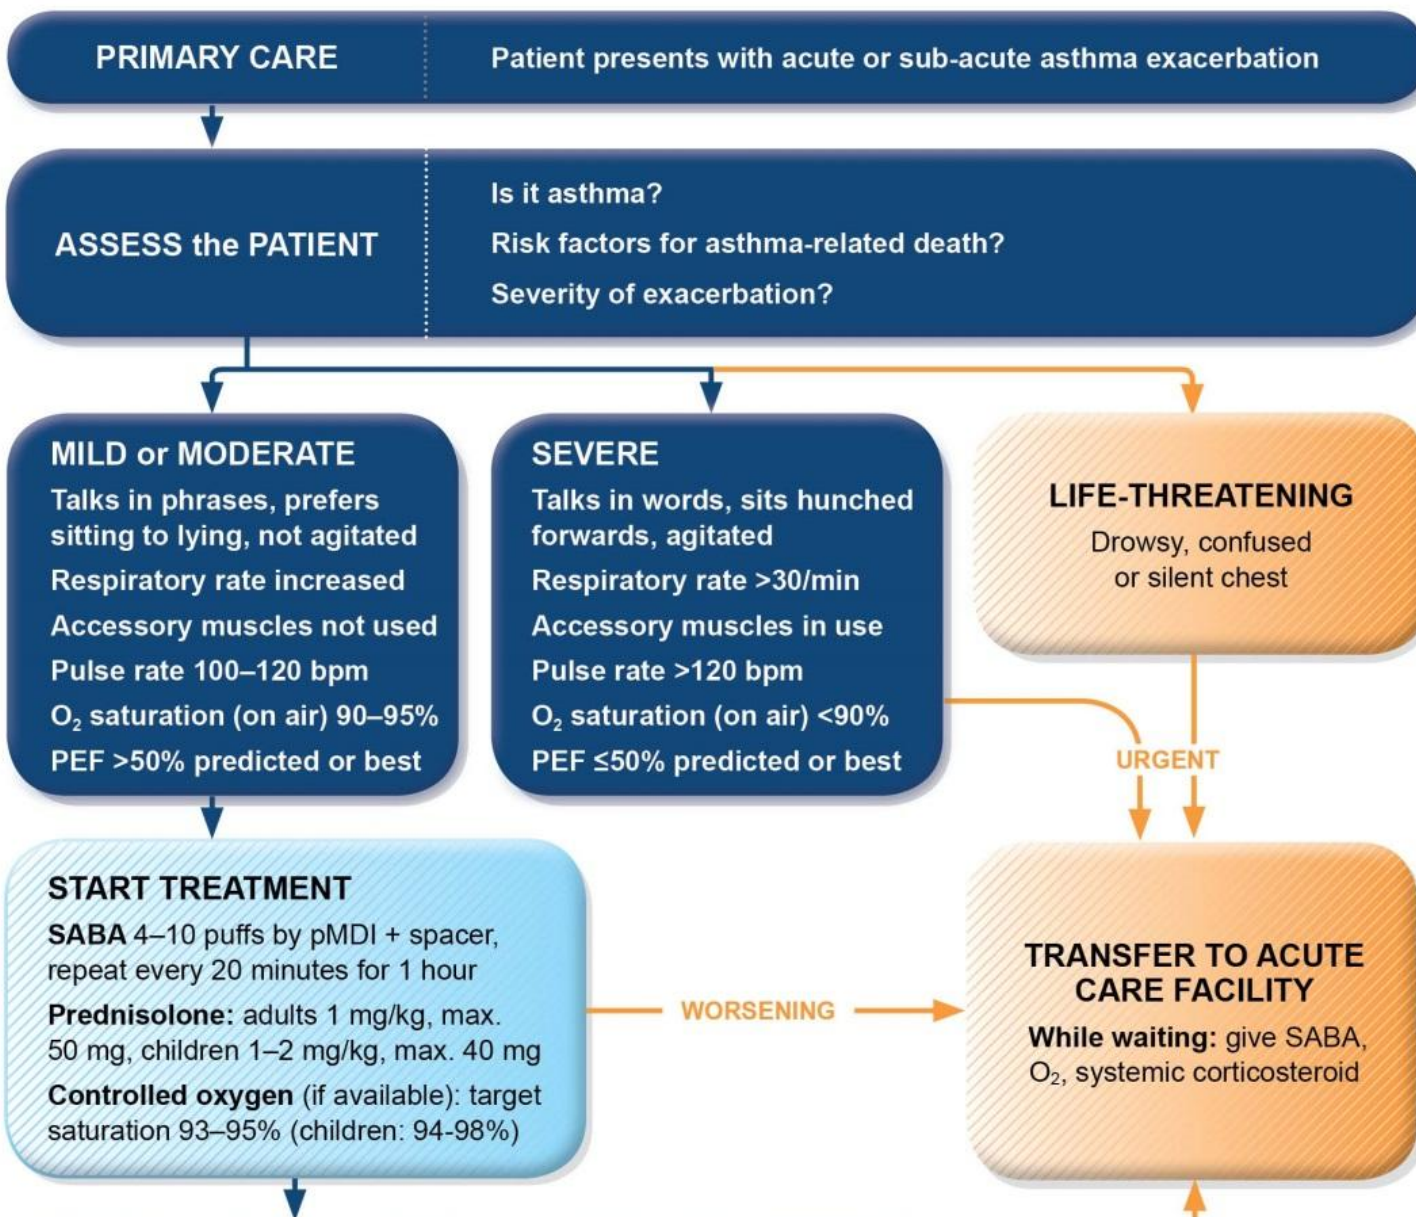 PRIMARY CARE
Patient presents with acute or sub-acute asthma exacerbation
ASSESS the PATIENT
Is it asthma?
Risk factors for asthma-related death?
Severity of exacerbation?
MILD or MODERATE
Talks in phrases, prefers
sitting to lying, not agitated
Respiratory rate increased
Accessory muscles not used
Pulse rate 100–120 bpm
O₂ saturation (on air) 90–95%
PEF >50% predicted or best
SEVERE
Talks in words, sits hunched
forwards, agitated
Respiratory rate >30/min
Accessory muscles in use
Pulse rate >120 bpm
O₂ saturation (on air) <90%
PEF ≤50% predicted or best
LIFE-THREATENING
Drowsy, confused
or silent chest
URGENT
START TREATMENT
SABA 4–10 puffs by pMDI + spacer,
repeat every 20 minutes for 1 hour
Prednisolone: adults 1 mg/kg, max.
50 mg, children 1–2 mg/kg, max. 40 mg
Controlled oxygen (if available): target
saturation 93–95% (children: 94-98%)
WORSENING
TRANSFER TO ACUTE
CARE FACILITY
While waiting: give SABA,
O₂, systemic corticosteroid